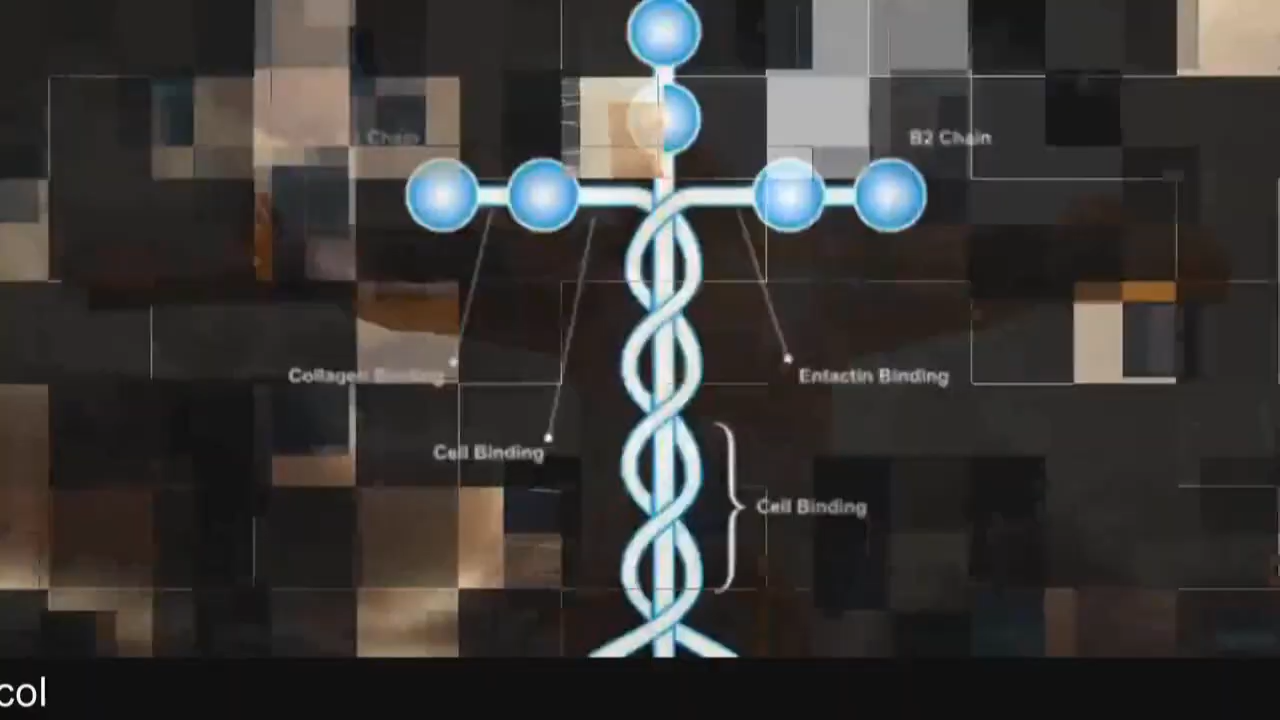 Chain
B2 Chain
Collagen Binding
Entactin Binding
Cell Binding
Cell Binding
col